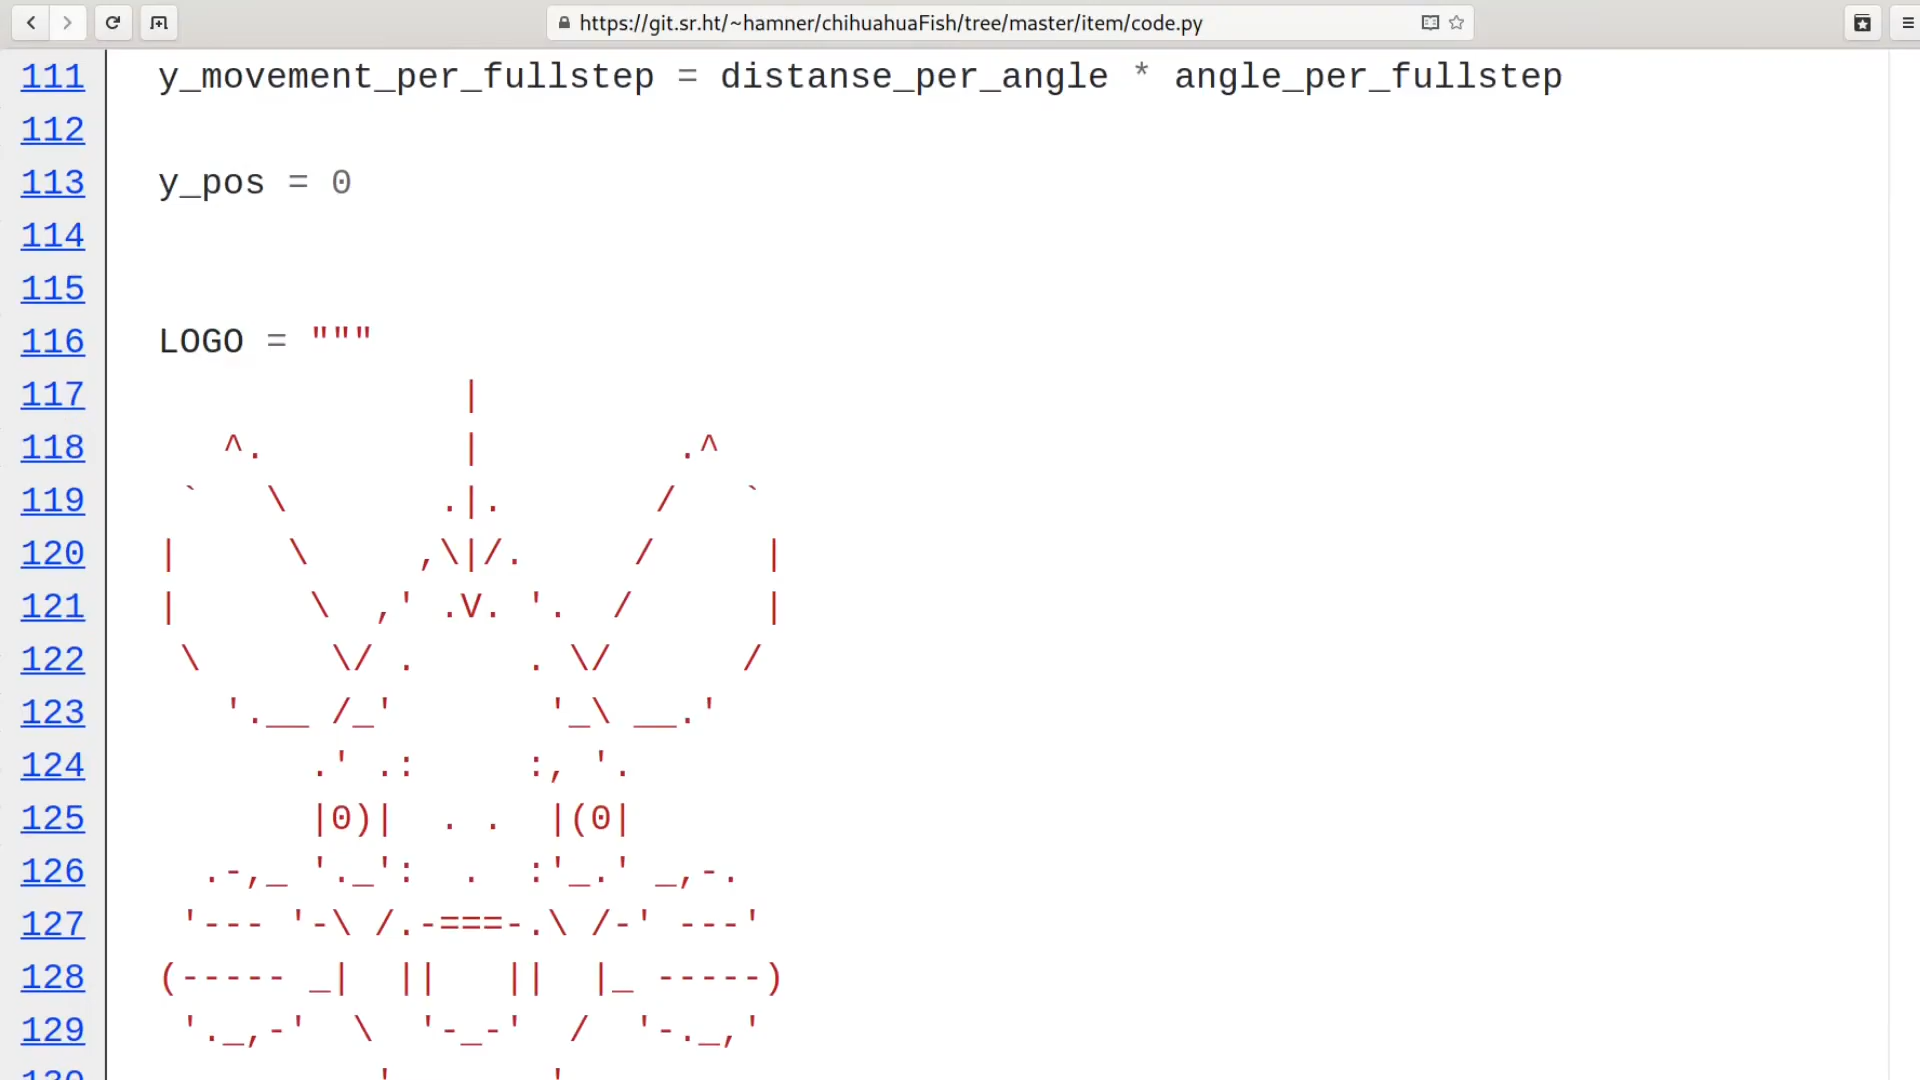 https://git.sr.ht/~hamner/chihuahuaFish/tree/master/item/code.py
111 y_movement_per_fullstep = distanse_per_angle * angle_per_fullstep
112
113 y_pos = 0
114
115
116 LOGO = """
117               |
118    ^.         |         .^
119  `   \       .|.       /   `
120 |     \     ,\|/.     /     |
121 |      \  ,' .V. '.  /      |
122  \      \/ .     . \/      /
123    '.__ /_'       '_\ __.'
124        .' .:     :, '.
125        |0)|  . .  |(0|
126   .-,_ '._':  .  :'_.' _,-.
127  '--- '-\ /.-===-.\ /-' ---'
128 (----- _|  ||   ||  |_ -----)
129  '._,-'  \  '-_-'  /  '-._,'
130           '       '